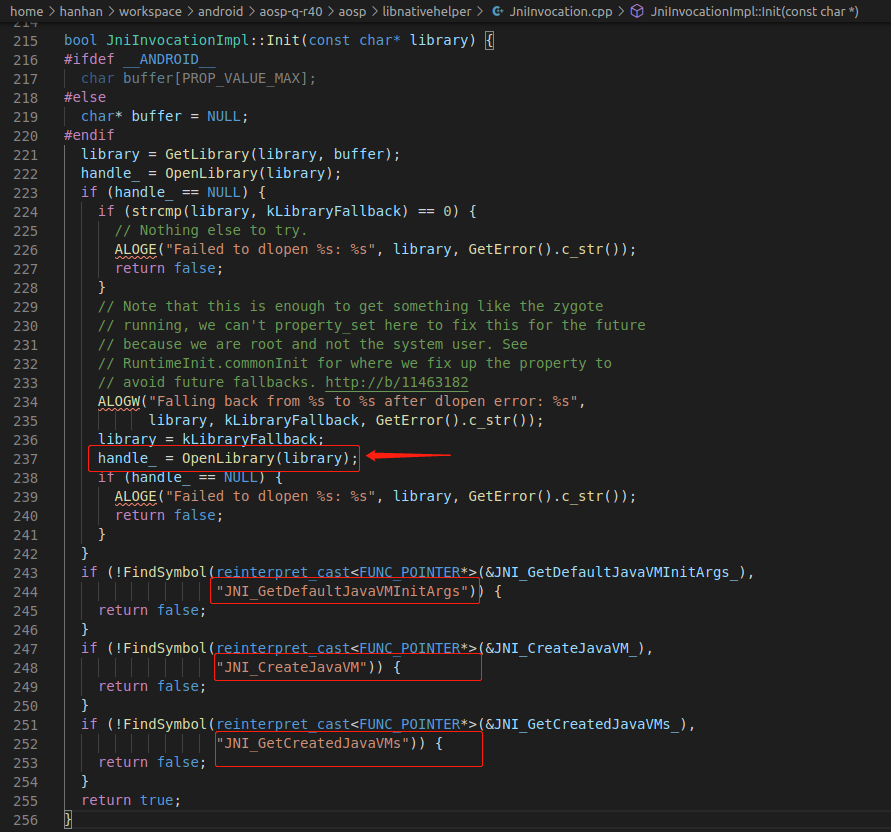 home > hanhan > workspace > android > aosp-q-r40 > aosp > libnativehelper > JniInvocation.cpp > JniInvocationImpl::Init(const char *)
214
215 bool JniInvocationImpl::Init(const char* library) {
216 #ifdef __ANDROID__
217   char buffer[PROP_VALUE_MAX];
218 #else
219   char* buffer = NULL;
220 #endif
221   library = GetLibrary(library, buffer);
222   handle_ = OpenLibrary(library);
223   if (handle_ == NULL) {
224     if (strcmp(library, kLibraryFallback) == 0) {
225       // Nothing else to try.
226       ALOGE("Failed to dlopen %s: %s", library, GetError().c_str());
227       return false;
228     }
229     // Note that this is enough to get something like the zygote
230     // running, we can't property_set here to fix this for the future
231     // because we are root and not the system user. See
232     // RuntimeInit.commonInit for where we fix up the property to
233     // avoid future fallbacks. http://b/11463182
234     ALOGW("Falling back from %s to %s after dlopen error: %s",
235           library, kLibraryFallback, GetError().c_str());
236     library = kLibraryFallback;
237     handle_ = OpenLibrary(library);
238     if (handle_ == NULL) {
239       ALOGE("Failed to dlopen %s: %s", library, GetError().c_str());
240       return false;
241     }
242   }
243   if (!FindSymbol(reinterpret_cast<FUNC_POINTER*>(&JNI_GetDefaultJavaVMInitArgs_),
244                   "JNI_GetDefaultJavaVMInitArgs")) {
245     return false;
246   }
247   if (!FindSymbol(reinterpret_cast<FUNC_POINTER*>(&JNI_CreateJavaVM_),
248                   "JNI_CreateJavaVM")) {
249     return false;
250   }
251   if (!FindSymbol(reinterpret_cast<FUNC_POINTER*>(&JNI_GetCreatedJavaVMs_),
252                   "JNI_GetCreatedJavaVMs")) {
253     return false;
254   }
255   return true;
256 }